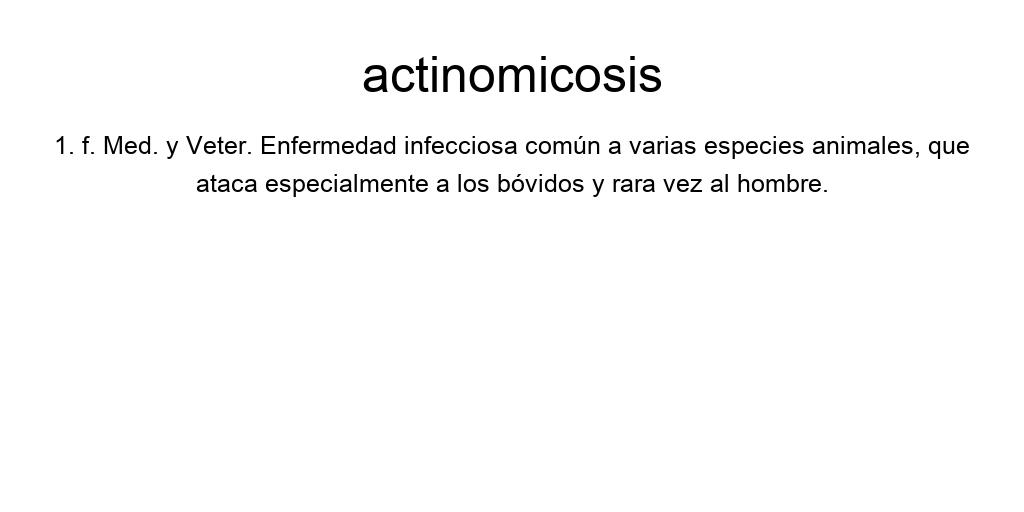 actinomicosis
1. f. Med. y Veter. Enfermedad infecciosa común a varias especies animales, que
ataca especialmente a los bóvidos y rara vez al hombre.